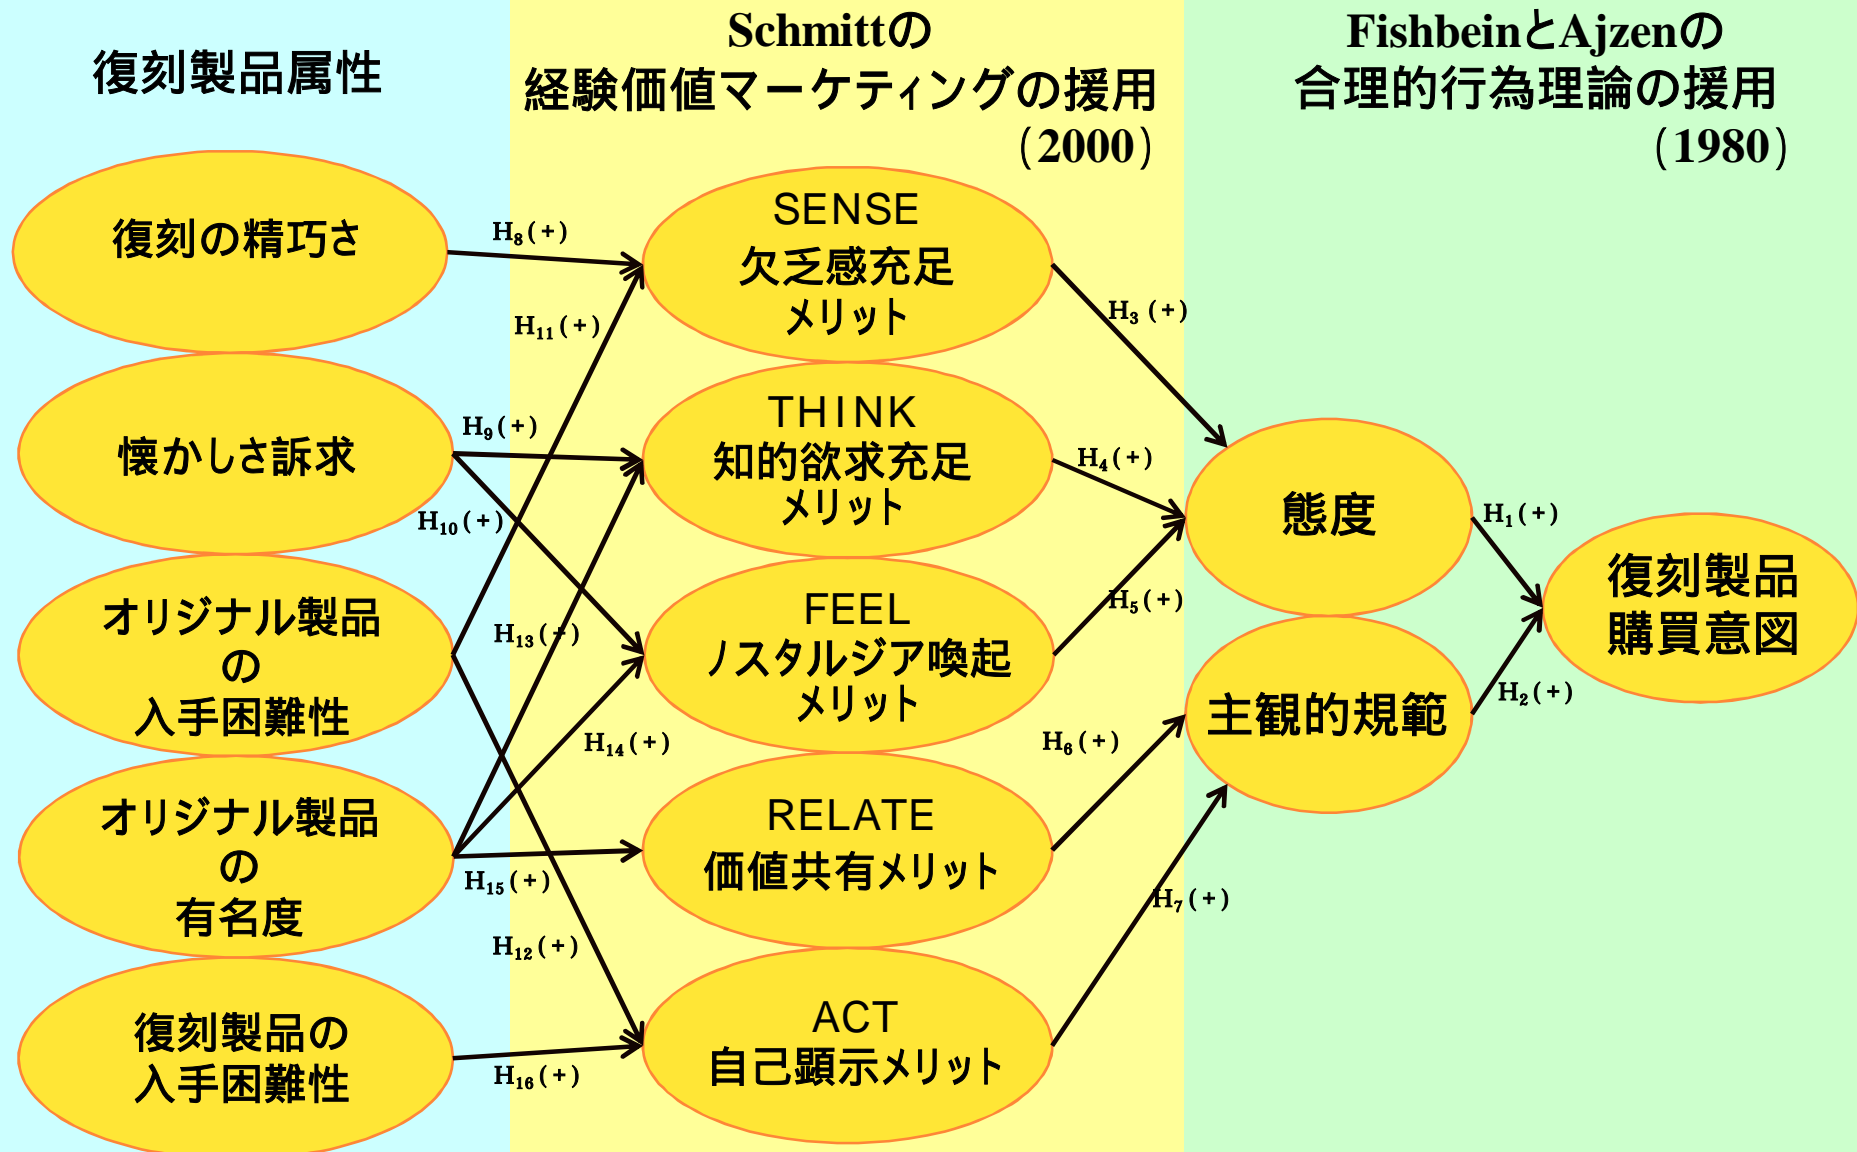 復刻製品属性
Schmittの
経験価値マーケティングの援用
(2000)
FishbeinとAjzenの
合理的行為理論の援用
(1980)
復刻の精巧さ
懐かしさ訴求
オリジナル製品
の
入手困難性
オリジナル製品
の
有名度
復刻製品の
入手困難性
H8(+)
H11(+)
H9(+)
H10(+)
H13(+)
H14(+)
H15(+)
H12(+)
H16(+)
SENSE
欠乏感充足
メリット
THINK
知的欲求充足
メリット
FEEL
ノスタルジア喚起
メリット
RELATE
価値共有メリット
ACT
自己顕示メリット
H3(+)
H4(+)
H5(+)
H6(+)
H7(+)
態度
主観的規範
H1(+)
H2(+)
復刻製品
購買意図